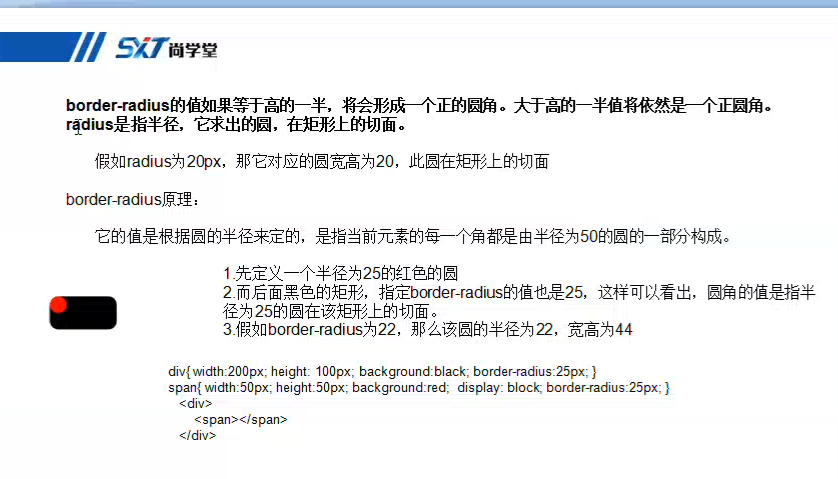 SXT尚学堂
border-radius的值如果等于高的一半，将会形成一个正的圆角。大于高的一半值将依然是一个正圆角。
radius是指半径，它求出的圆，在矩形上的切面。
假如radius为20px，那它对应的圆宽高为20，此圆在矩形上的切面
border-radius原理：
它的值是根据圆的半径来定的，是指当前元素的每一个角都是由半径为50的圆的一部分构成。
1.先定义一个半径为25的红色的圆
2.而后面黑色的矩形，指定border-radius的值也是25，这样可以看出，圆角的值是指半
径为25的圆在该矩形上的切面。
3.假如border-radius为22，那么该圆的半径为22，宽高为44
div{ width:200px; height: 100px; background:black; border-radius:25px; }
span{ width:50px; height:50px; background:red;  display: block; border-radius:25px; }
<div>
<span></span>
</div>